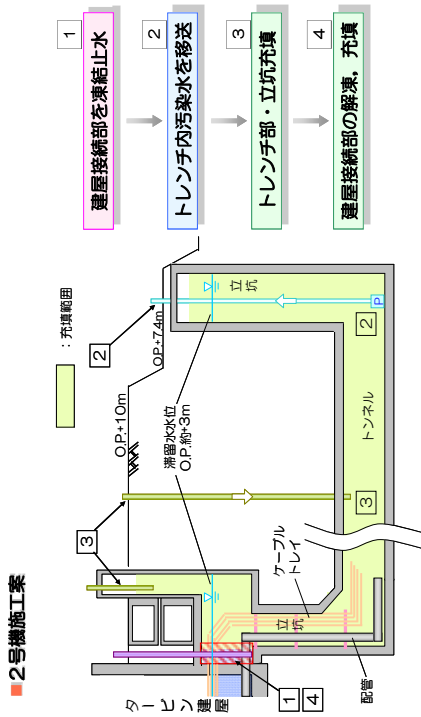 ■2号機施工案
：充填範囲
1
建屋接続部を凍結止水
2
トレンチ内汚染水を移送
3
トレンチ部・立坑充填
4
建屋接続部の解凍，充填
3
O.P.+10m
2
O.P.+7.4m
滞留水水位
O.P.約+3m
立坑
タービン建屋
ケーブル
トレイ
立坑
トンネル
P
2
3
1
4
配管